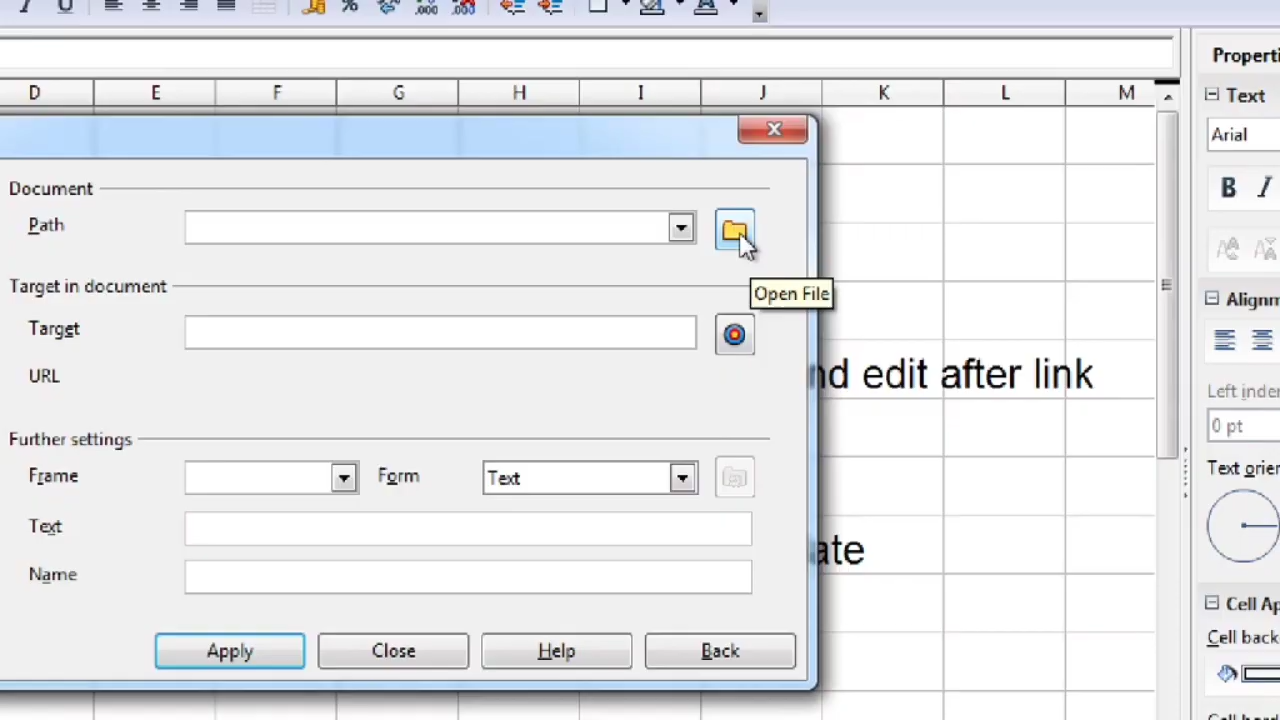 Properti
D E F G H I J K L M
Text
Arial
B I
Document
Path
Open File
Target in document
Target
URL
Further settings
Frame
Form
Text
Text
Name
Apply
Close
Help
Back
nd edit after link
ate
Alignm
Left inden
0 pt
Text orien
Cell Ap
Cell back